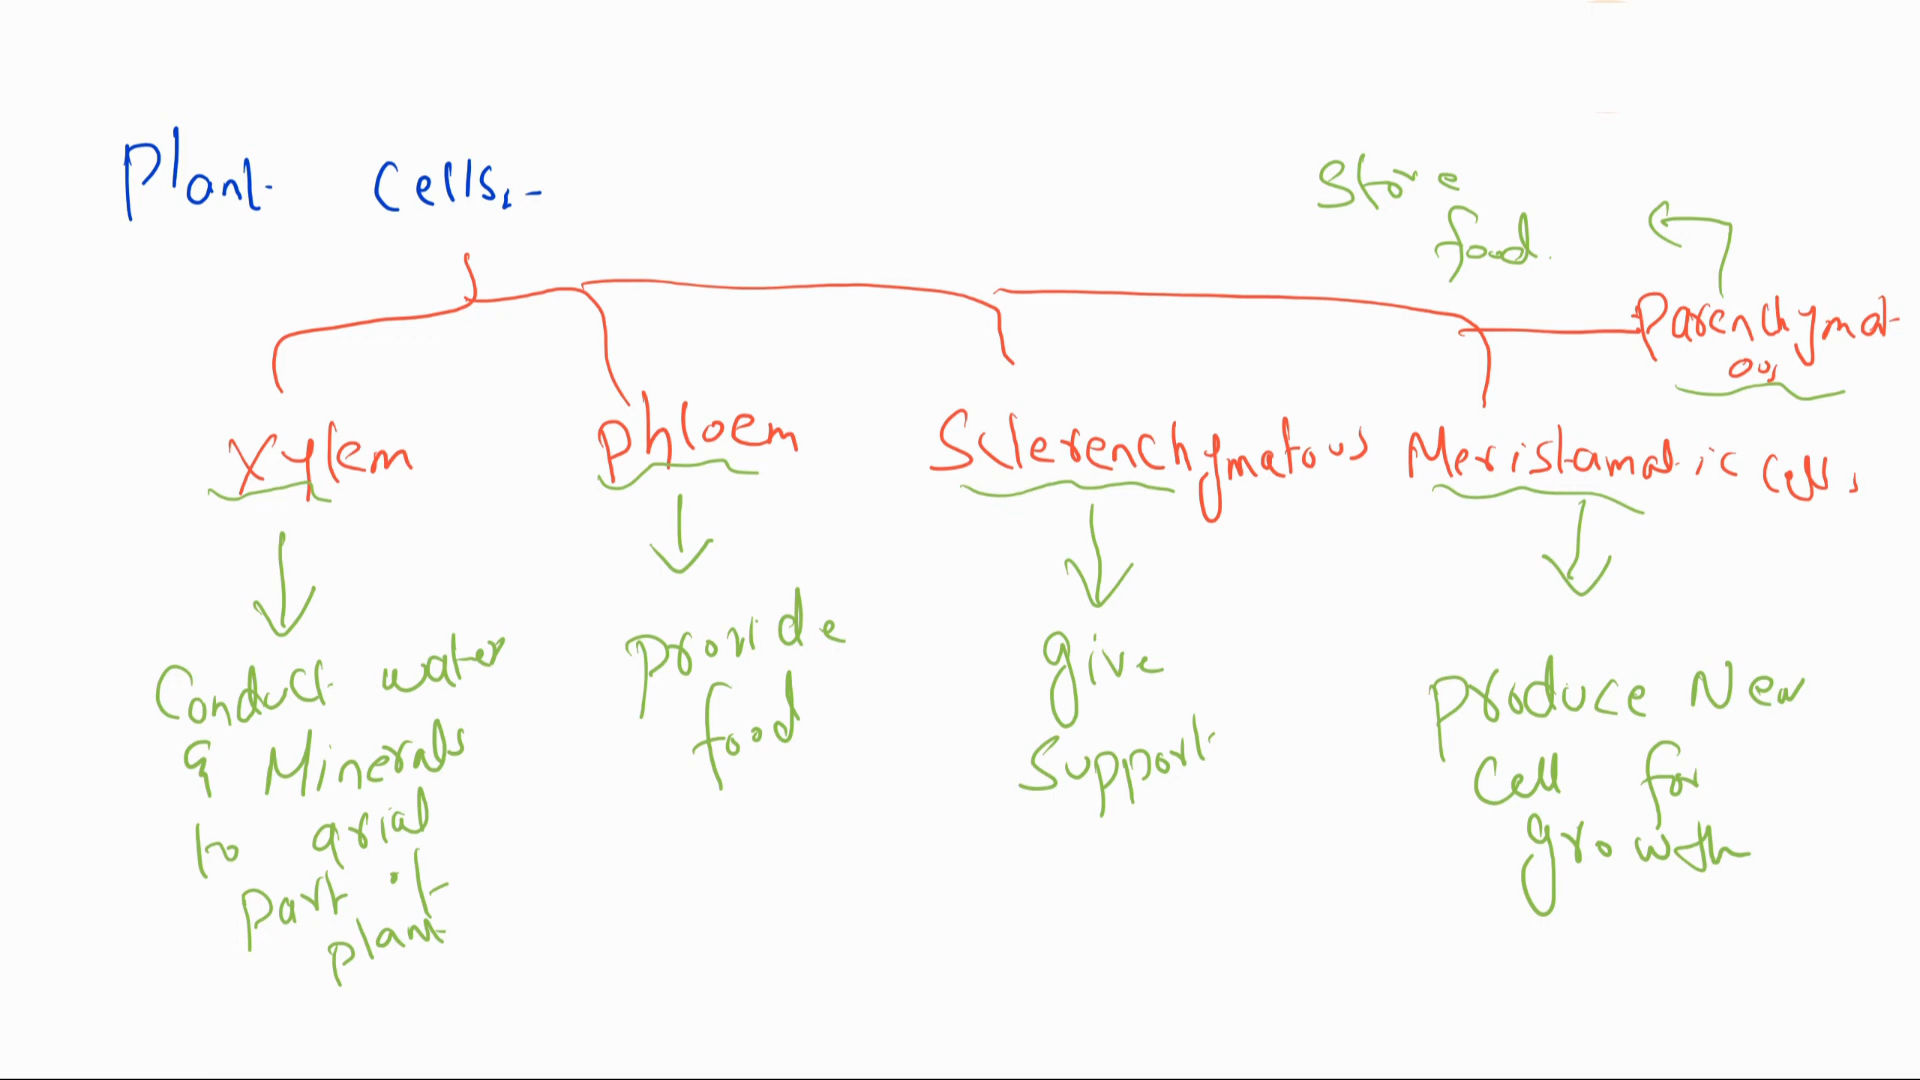 Plant Cells,-
Store
food.
Parenchymat-
ous
Xylem
Phloem
Sclerenchymatous
Meristamatic Cells,
Conduct water
& Minerals
to arial
part of
plant
Provide
food
give
Support
Produce New
Cell for
growth